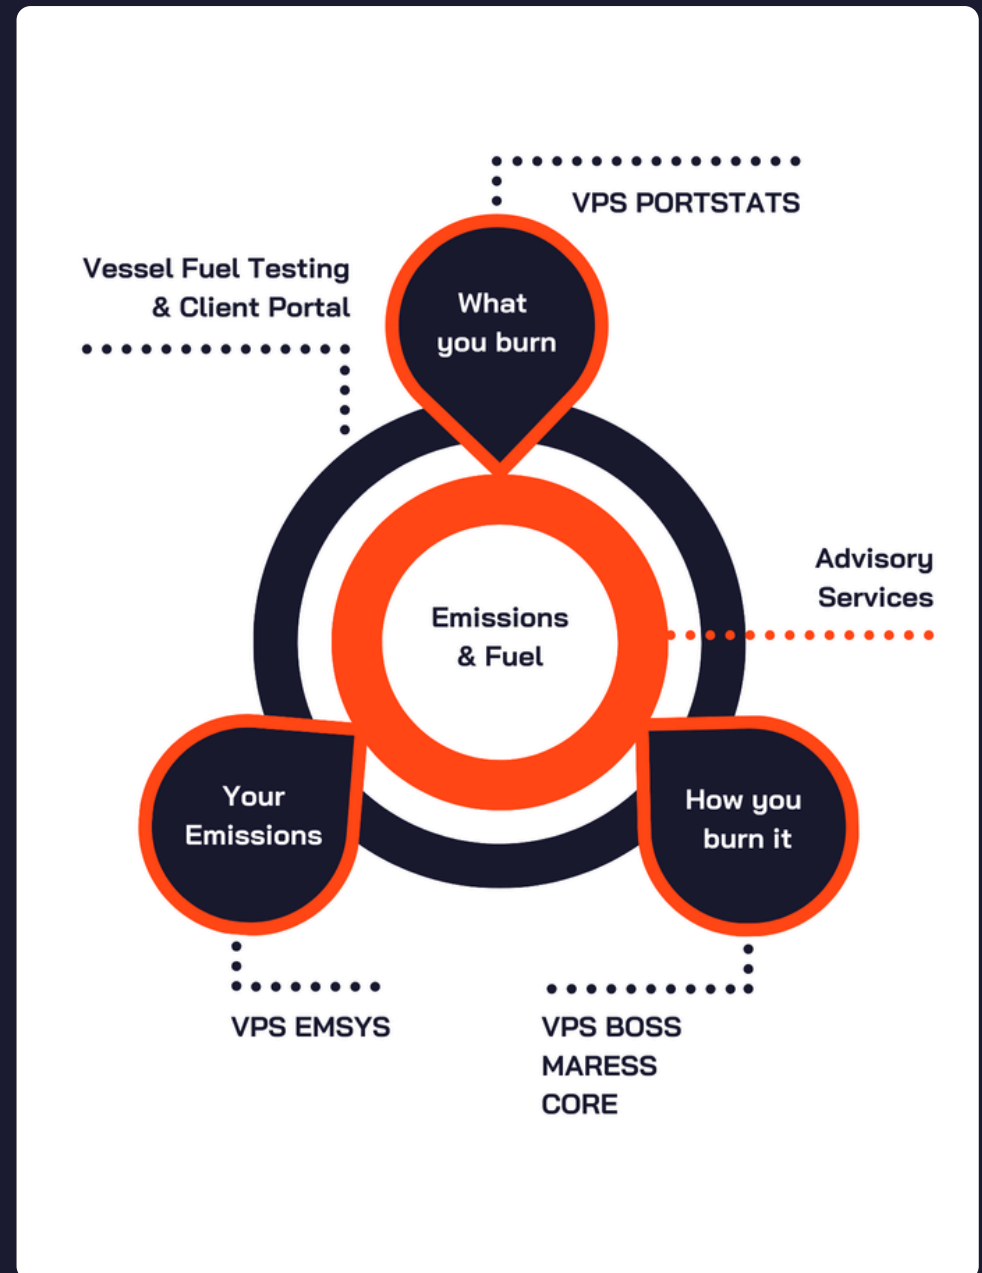 VPS PORTSTATS
Vessel Fuel Testing
& Client Portal
What
you burn
Advisory
Services
Emissions
& Fuel
Your
Emissions
How you
burn it
VPS EMSYS
VPS BOSS
MARESS
CORE